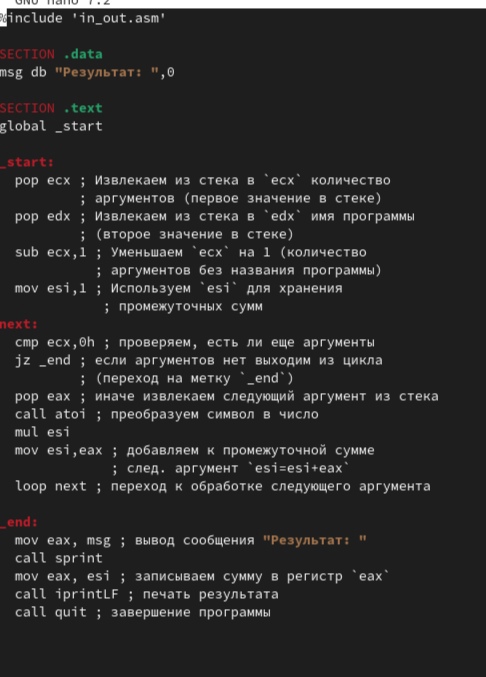 GNU nano 7.2
%include 'in_out.asm'
SECTION .data
msg db "Результат: ",0
SECTION .text
global _start
_start:
pop ecx ; Извлекаем из стека в `ecx` количество
; аргументов (первое значение в стеке)
pop edx ; Извлекаем из стека в `edx` имя программы
; (второе значение в стеке)
sub ecx,1 ; Уменьшаем `ecx` на 1 (количество
; аргументов без названия программы)
mov esi,1 ; Используем `esi` для хранения
; промежуточных сумм
next:
cmp ecx,0h ; проверяем, есть ли еще аргументы
jz _end ; если аргументов нет выходим из цикла
; (переход на метку `_end`)
pop eax ; иначе извлекаем следующий аргумент из стека
call atoi ; преобразуем символ в число
mul esi
mov esi,eax ; добавляем к промежуточной сумме
; след. аргумент `esi=esi+eax`
loop next ; переход к обработке следующего аргумента
_end:
mov eax, msg ; вывод сообщения "Результат: "
call sprint
mov eax, esi ; записываем сумму в регистр `eax`
call iprintLF ; печать результата
call quit ; завершение программы